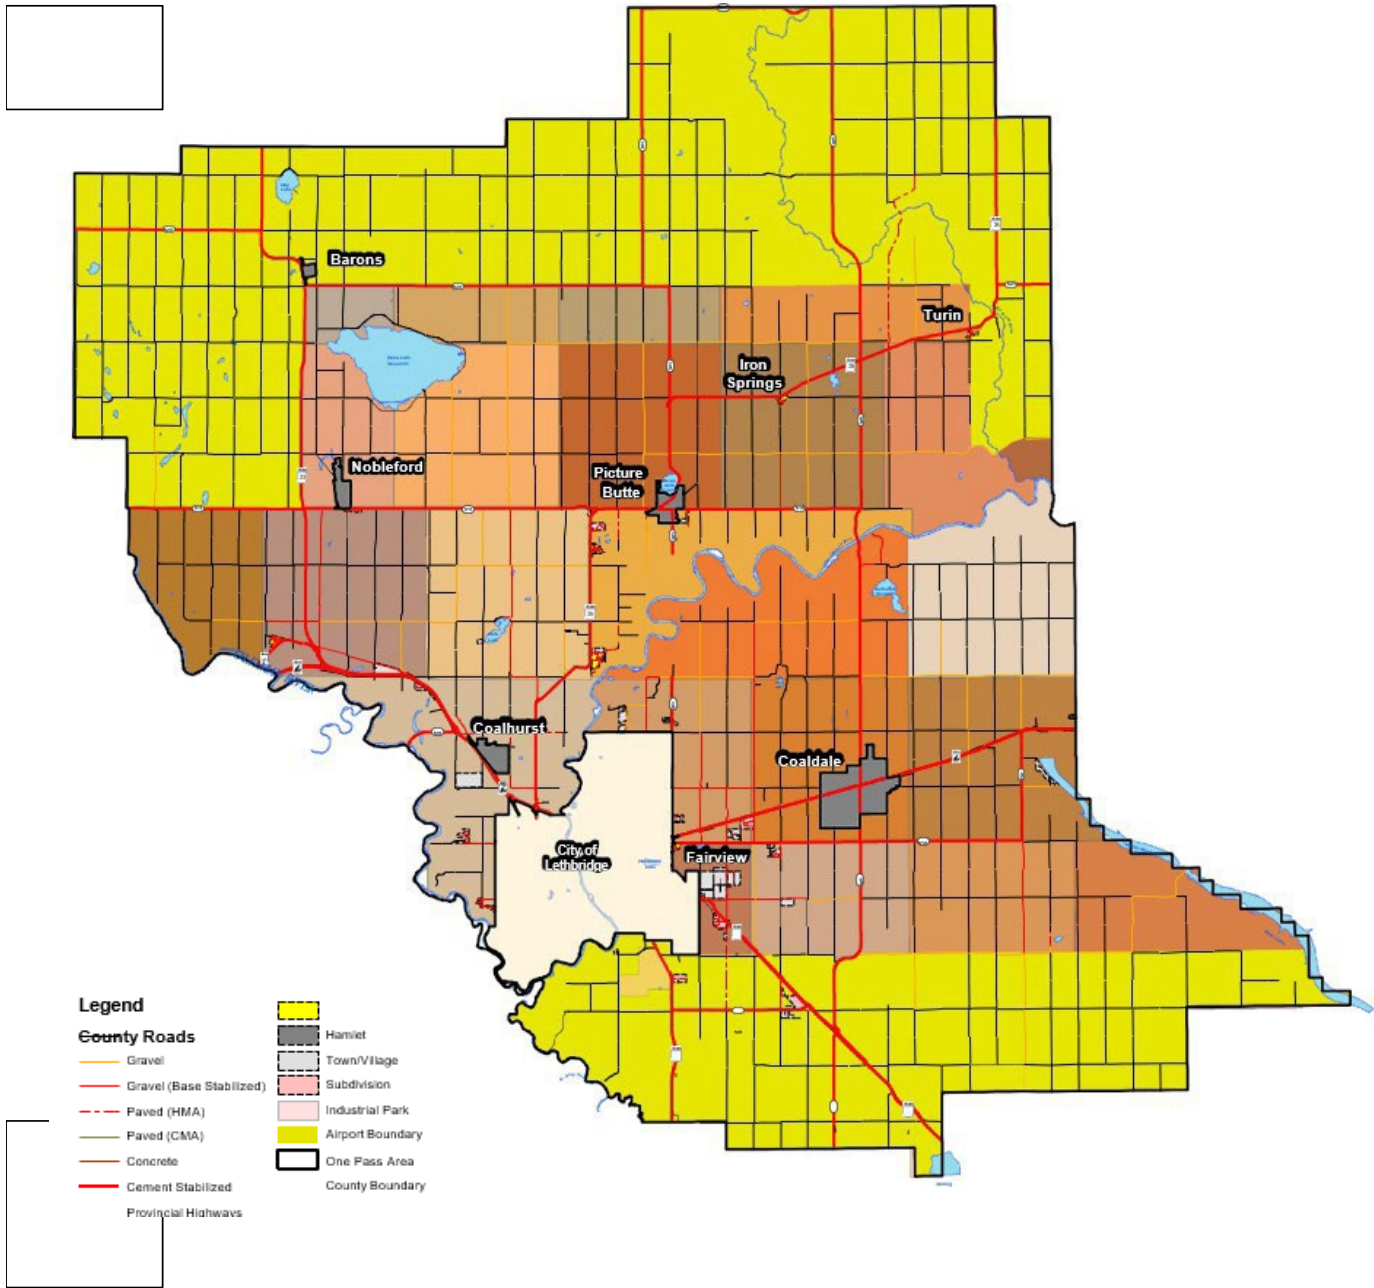 Barons
Turin
Iron
Springs
Nobleford
Picture
Butte
Coalhurst
Coaldale
City of
Lethbridge
Fairview
Legend
County Roads
Gravel
Gravel (Base Stabilized)
Paved (HMA)
Paved (CMA)
Concrete
Cement Stabilized
Provincial Highways
Hamlet
Town/Village
Subdivision
Industrial Park
Airport Boundary
One Pass Area
County Boundary